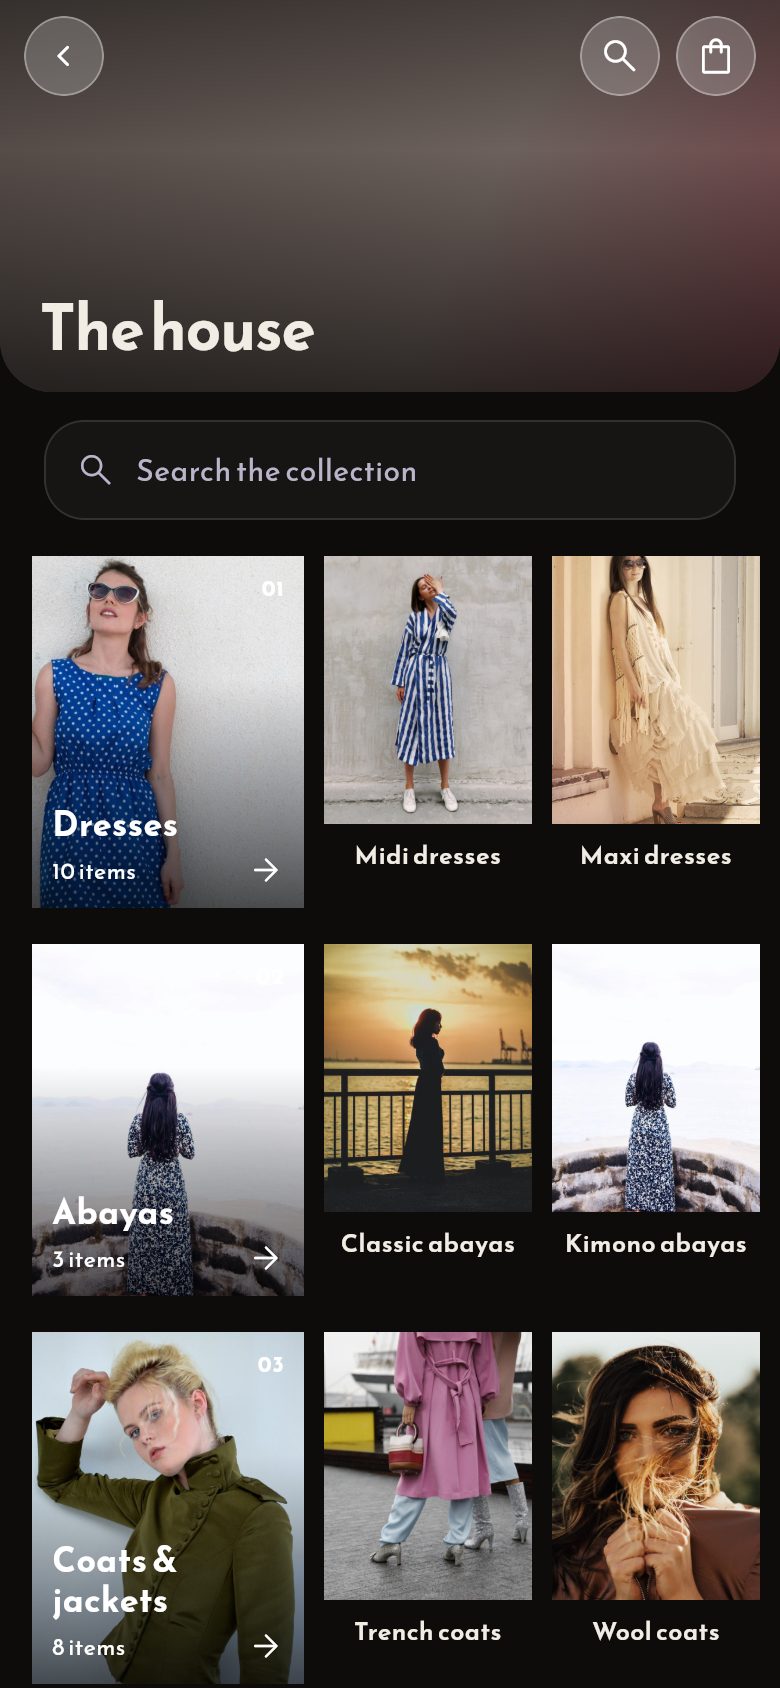 The house
Search the collection
01
Dresses
10 items
Midi dresses
Maxi dresses
02
Abayas
3 items
Classic abayas
Kimono abayas
03
Coats &
jackets
8 items
Trench coats
Wool coats